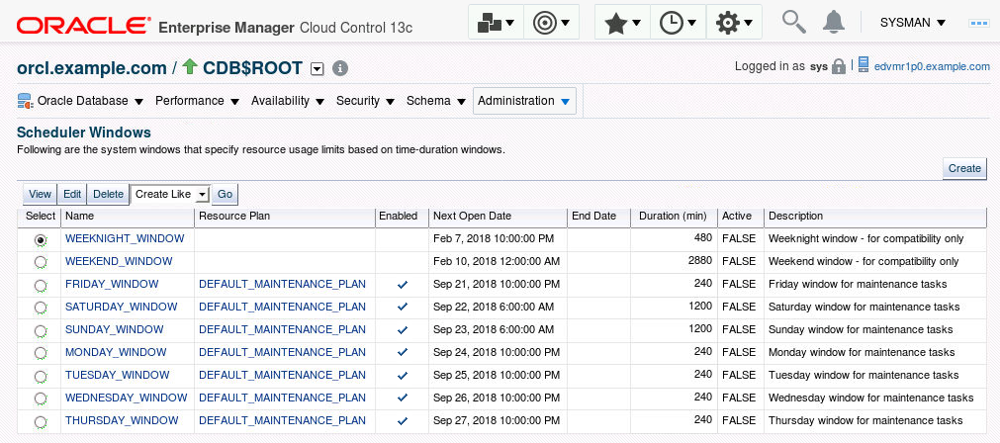 ORACLE Enterprise Manager Cloud Control 13c SYSMAN
orcl.example.com / CDB$ROOT Logged in as sys | edvmr1p0.example.com
Oracle Database Performance Availability Security Schema Administration
Scheduler Windows
Following are the system windows that specify resource usage limits based on time-duration windows.
Create
View Edit Delete Create Like Go
Select Name Resource Plan Enabled Next Open Date End Date Duration (min) Active Description
WEEKNIGHT_WINDOW Feb 7, 2018 10:00:00 PM 480 FALSE Weeknight window - for compatibility only
WEEKEND_WINDOW Feb 10, 2018 12:00:00 AM 2880 FALSE Weekend window - for compatibility only
FRIDAY_WINDOW DEFAULT_MAINTENANCE_PLAN Sep 21, 2018 10:00:00 PM 240 FALSE Friday window for maintenance tasks
SATURDAY_WINDOW DEFAULT_MAINTENANCE_PLAN Sep 22, 2018 6:00:00 AM 1200 FALSE Saturday window for maintenance tasks
SUNDAY_WINDOW DEFAULT_MAINTENANCE_PLAN Sep 23, 2018 6:00:00 AM 1200 FALSE Sunday window for maintenance tasks
MONDAY_WINDOW DEFAULT_MAINTENANCE_PLAN Sep 24, 2018 10:00:00 PM 240 FALSE Monday window for maintenance tasks
TUESDAY_WINDOW DEFAULT_MAINTENANCE_PLAN Sep 25, 2018 10:00:00 PM 240 FALSE Tuesday window for maintenance tasks
WEDNESDAY_WINDOW DEFAULT_MAINTENANCE_PLAN Sep 26, 2018 10:00:00 PM 240 FALSE Wednesday window for maintenance tasks
THURSDAY_WINDOW DEFAULT_MAINTENANCE_PLAN Sep 27, 2018 10:00:00 PM 240 FALSE Thursday window for maintenance tasks